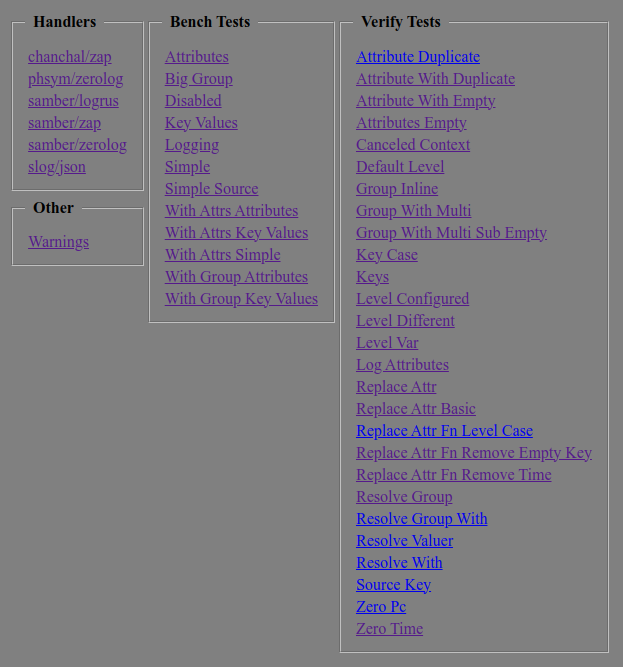 Handlers
chanchal/zap
phsym/zerolog
samber/logrus
samber/zap
samber/zerolog
slog/json
Other
Warnings
Bench Tests
Attributes
Big Group
Disabled
Key Values
Logging
Simple
Simple Source
With Attrs Attributes
With Attrs Key Values
With Attrs Simple
With Group Attributes
With Group Key Values
Verify Tests
Attribute Duplicate
Attribute With Duplicate
Attribute With Empty
Attributes Empty
Canceled Context
Default Level
Group Inline
Group With Multi
Group With Multi Sub Empty
Key Case
Keys
Level Configured
Level Different
Level Var
Log Attributes
Replace Attr
Replace Attr Basic
Replace Attr Fn Level Case
Replace Attr Fn Remove Empty Key
Replace Attr Fn Remove Time
Resolve Group
Resolve Group With
Resolve Valuer
Resolve With
Source Key
Zero Pc
Zero Time